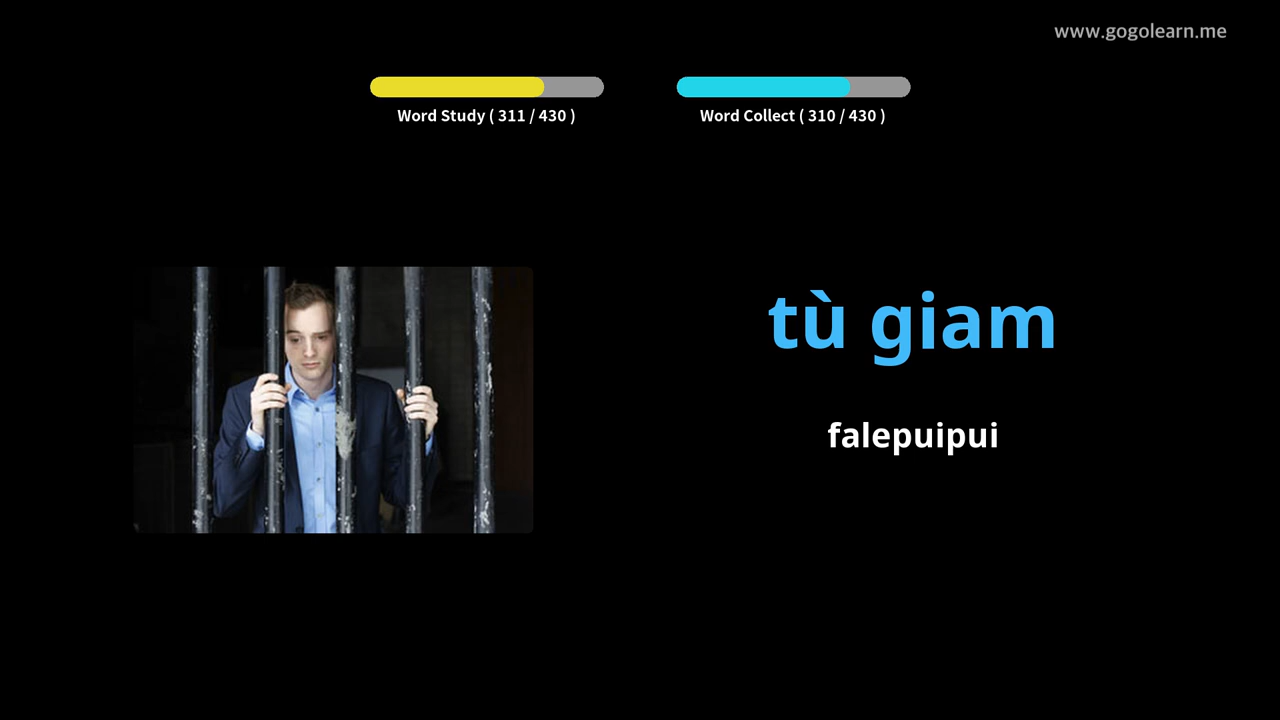 www.gogolearn.me
Word Study ( 311 / 430 )
Word Collect ( 310 / 430 )
tù giam
falepuipui